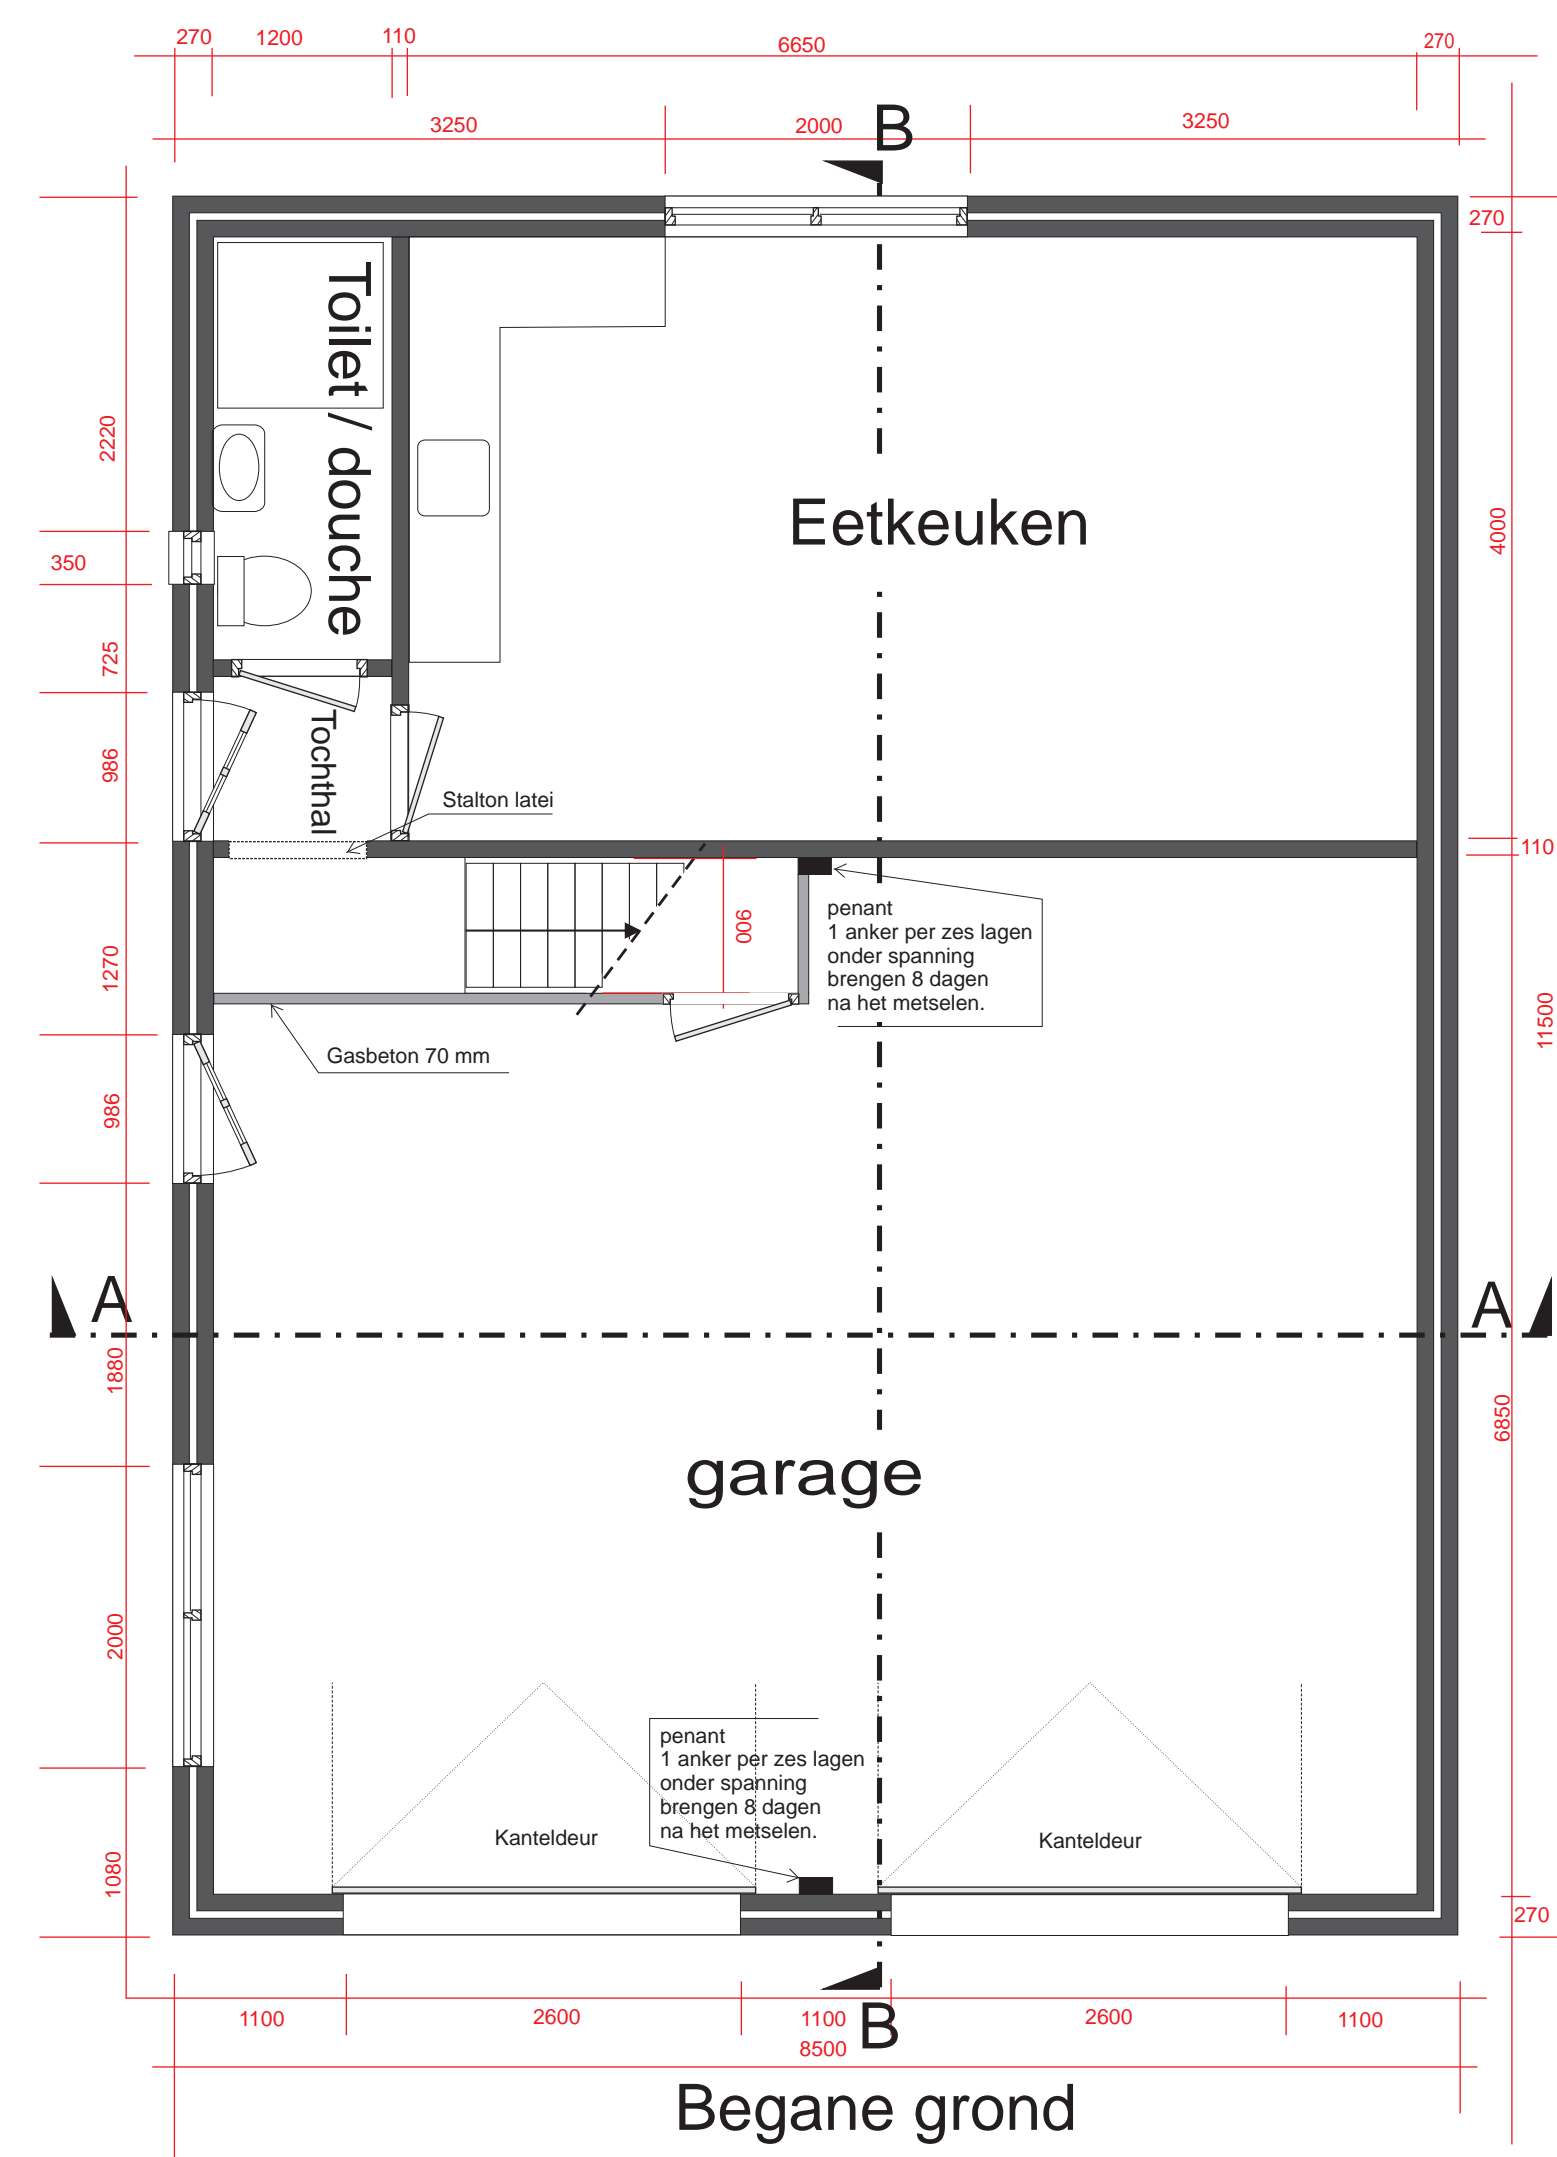 270 1200 110 6650 270
3250 2000 3250
B
270
Toilet / douche
2220
Eetkeuken
4000
350
725
986
Tochthal
Stalton latei
110
900
penant
1 anker per zes lagen
onder spanning
brengen 8 dagen
na het metselen.
1270
11500
Gasbeton 70 mm
986
A A
1880
6850
garage
2000
penant
1 anker per zes lagen
onder spanning
brengen 8 dagen
na het metselen.
Kanteldeur Kanteldeur
1080
270
1100 2600 1100 2600 1100
B
8500
Begane grond